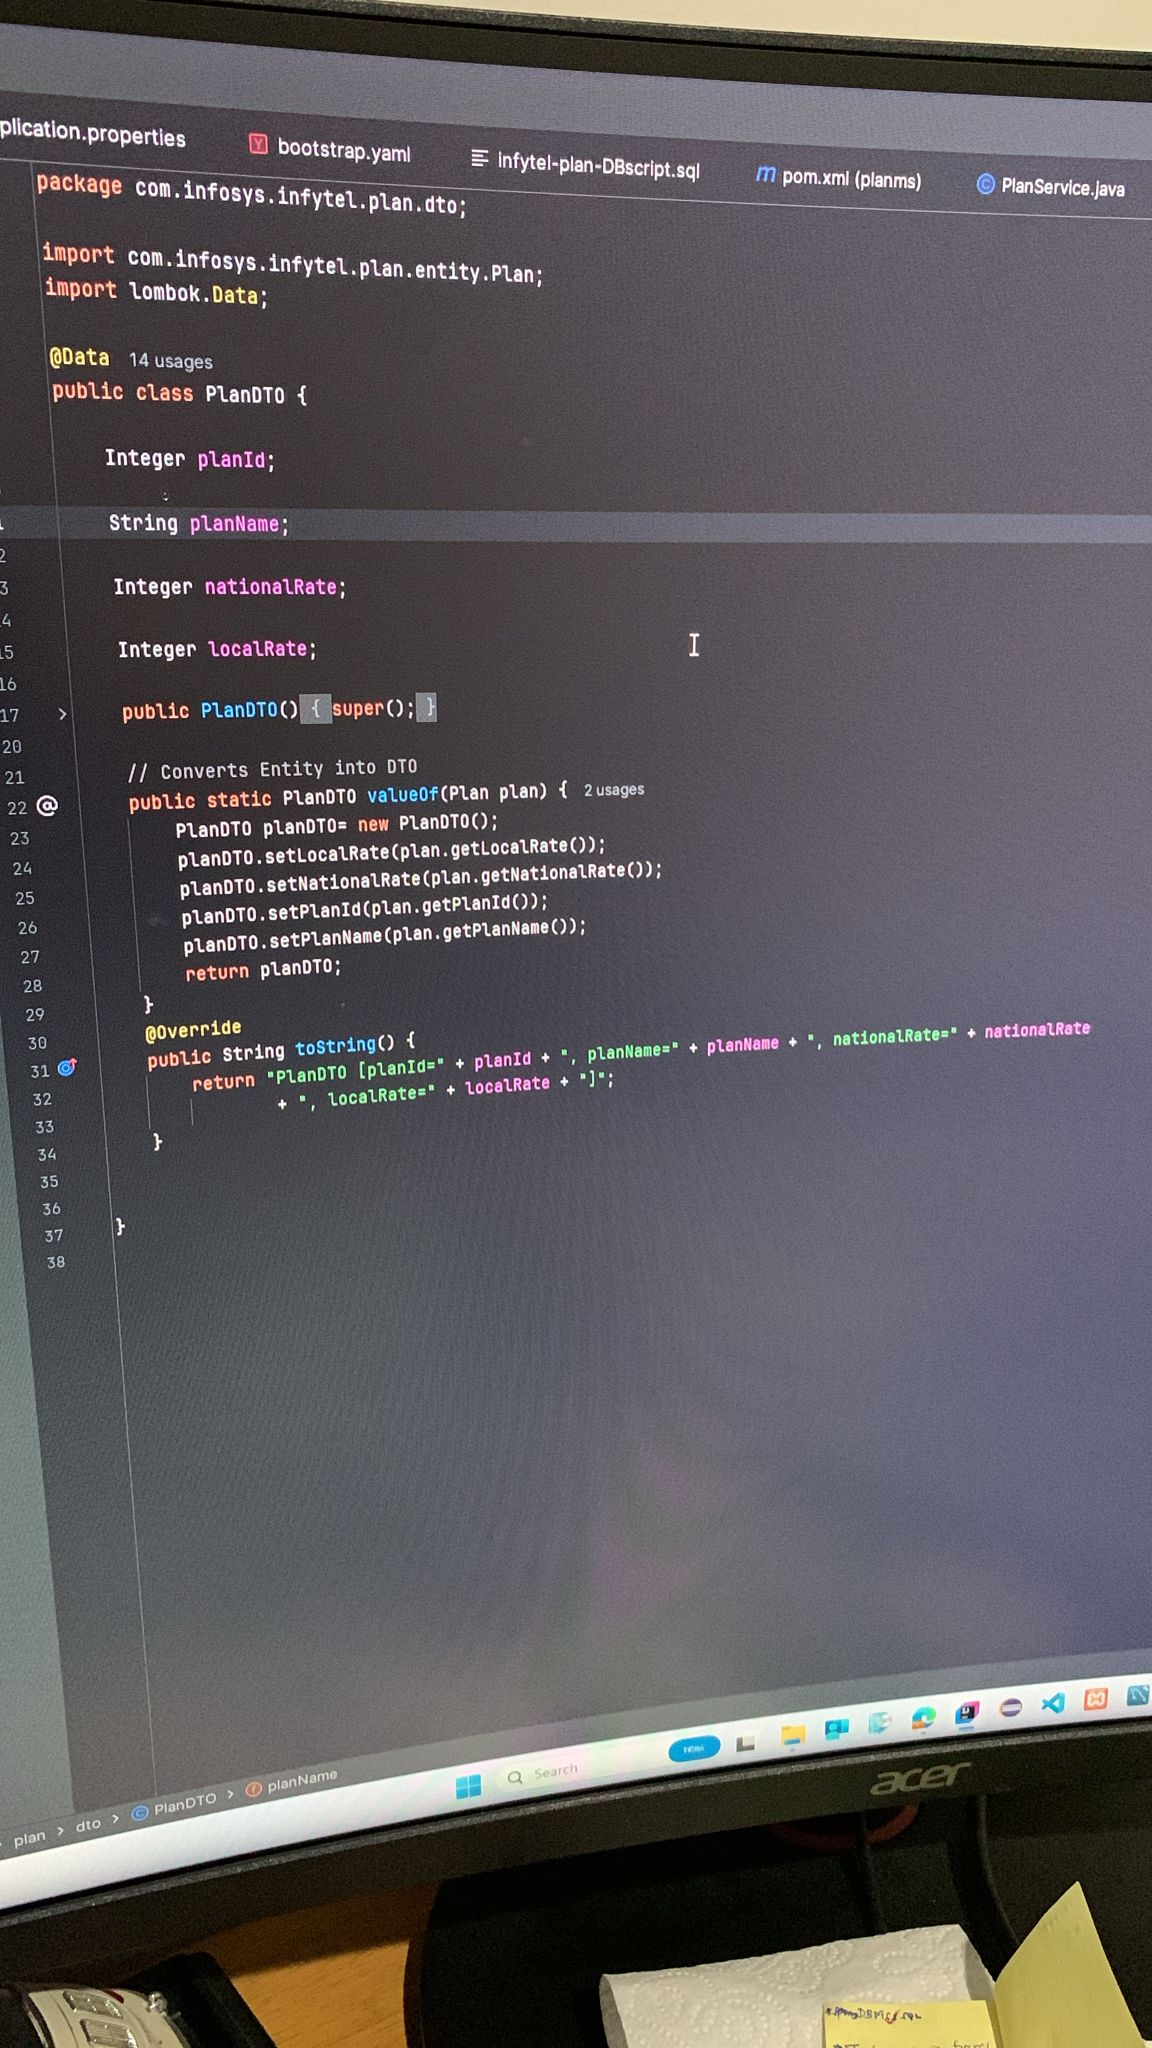 plication.properties
bootstrap.yaml
infytel-plan-DBscript.sql
m pom.xml (planms)
PlanService.java
package com.infosys.infytel.plan.dto;
import com.infosys.infytel.plan.entity.Plan;
import lombok.Data;
@Data 14 usages
public class PlanDTO {
Integer planId;
String planName;
2
3 Integer nationalRate;
4
15 Integer localRate;
16
17 > public PlanDTO() { super(); }
20
21 // Converts Entity into DTO
22 @ public static PlanDTO valueOf(Plan plan) { 2 usages
23 PlanDTO planDTO= new PlanDTO();
24 planDTO.setLocalRate(plan.getLocalRate());
25 planDTO.setNationalRate(plan.getNationalRate());
26 planDTO.setPlanId(plan.getPlanId());
27 planDTO.setPlanName(plan.getPlanName());
28 return planDTO;
29 }
30 @Override
31 public String toString() {
32 return "PlanDTO [planId=" + planId + ", planName=" + planName + ", nationalRate=" + nationalRate
33 + ", localRate=" + localRate + "]";
34 }
35
36
37 }
38
plan > dto > PlanDTO > planName
Search
acer